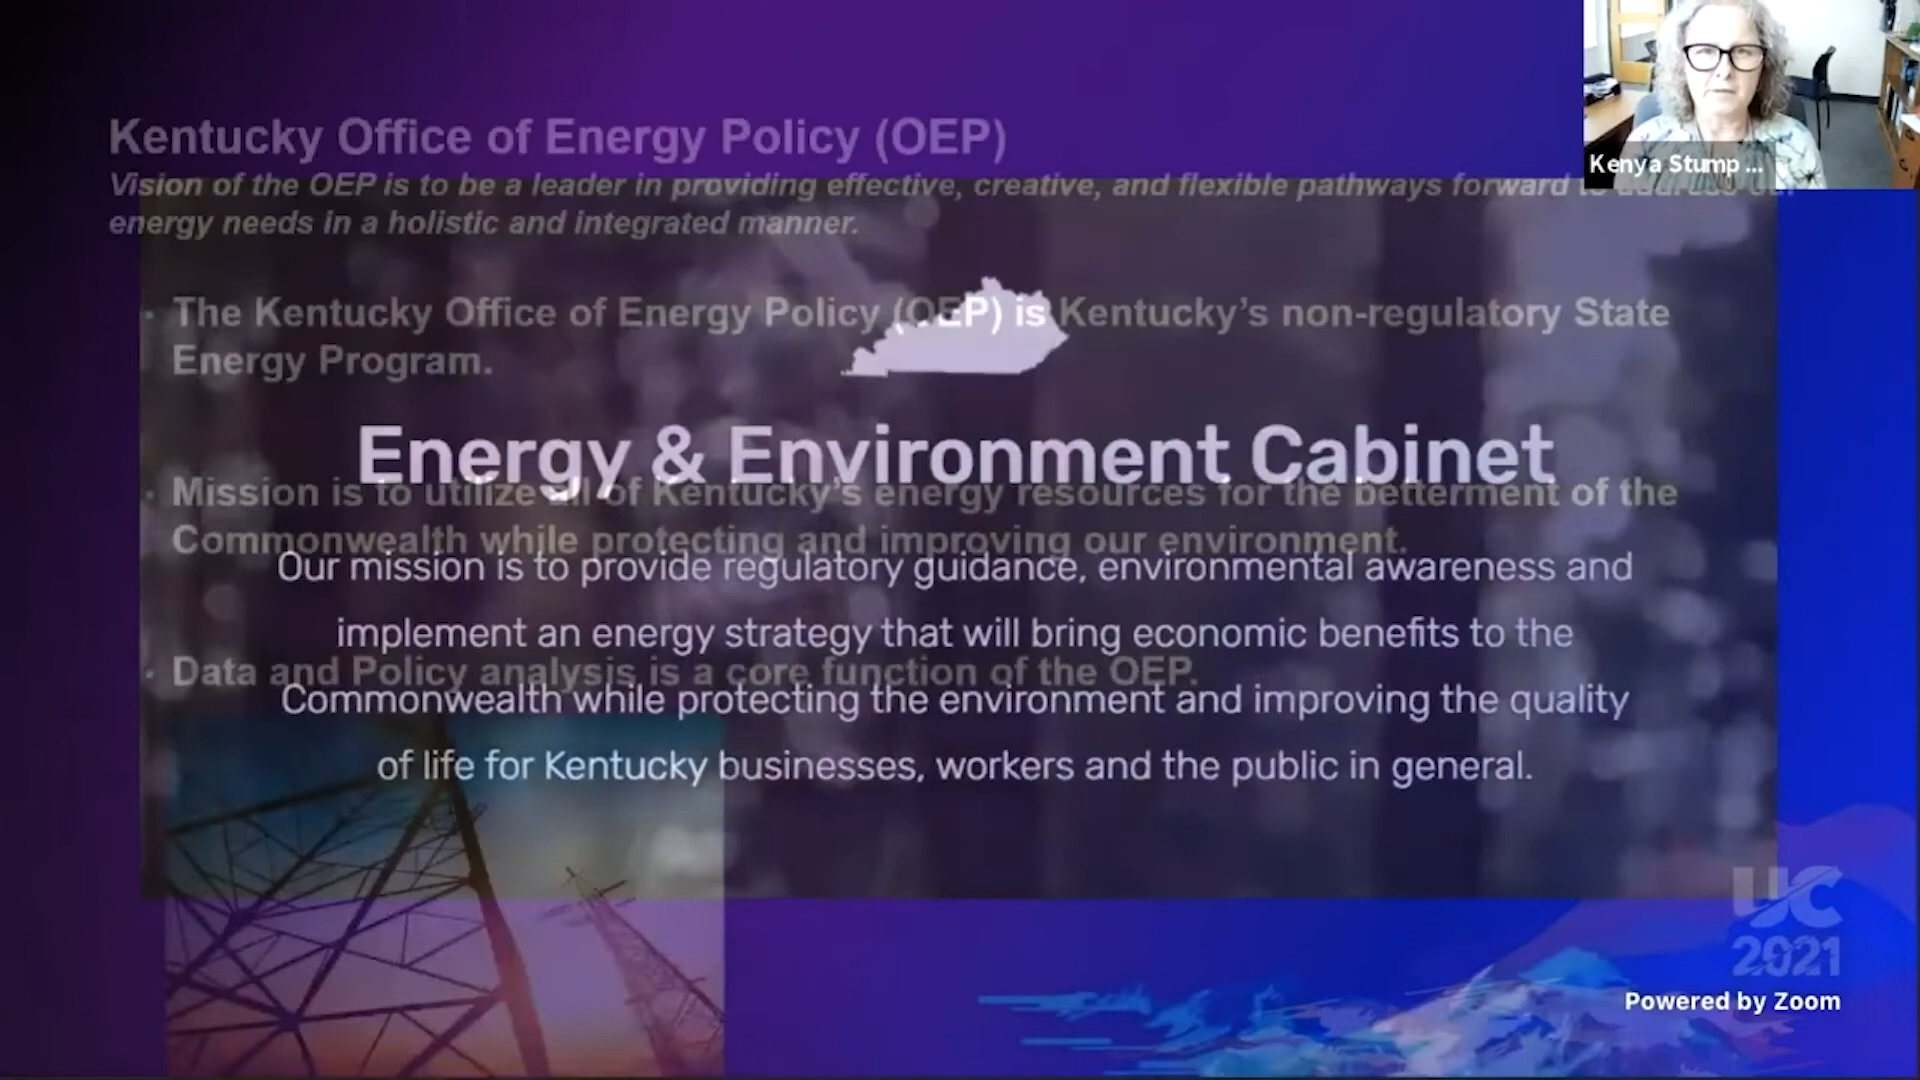 Kenya Stump ...
Kentucky Office of Energy Policy (OEP)
Vision of the OEP is to be a leader in providing effective, creative, and flexible pathways forward
energy needs in a holistic and integrated manner.
• The Kentucky Office of Energy Policy (OEP) is Kentucky's non-regulatory State
Energy Program.
Energy & Environment Cabinet
• Mission is to utilize all of Kentucky's energy resources for the betterment of the
Commonwealth while protecting and improving our environment.
Our mission is to provide regulatory guidance, environmental awareness and
implement an energy strategy that will bring economic benefits to the
• Data and Policy analysis is a core function of the OEP.
Commonwealth while protecting the environment and improving the quality
of life for Kentucky businesses, workers and the public in general.
UC
2021
Powered by Zoom